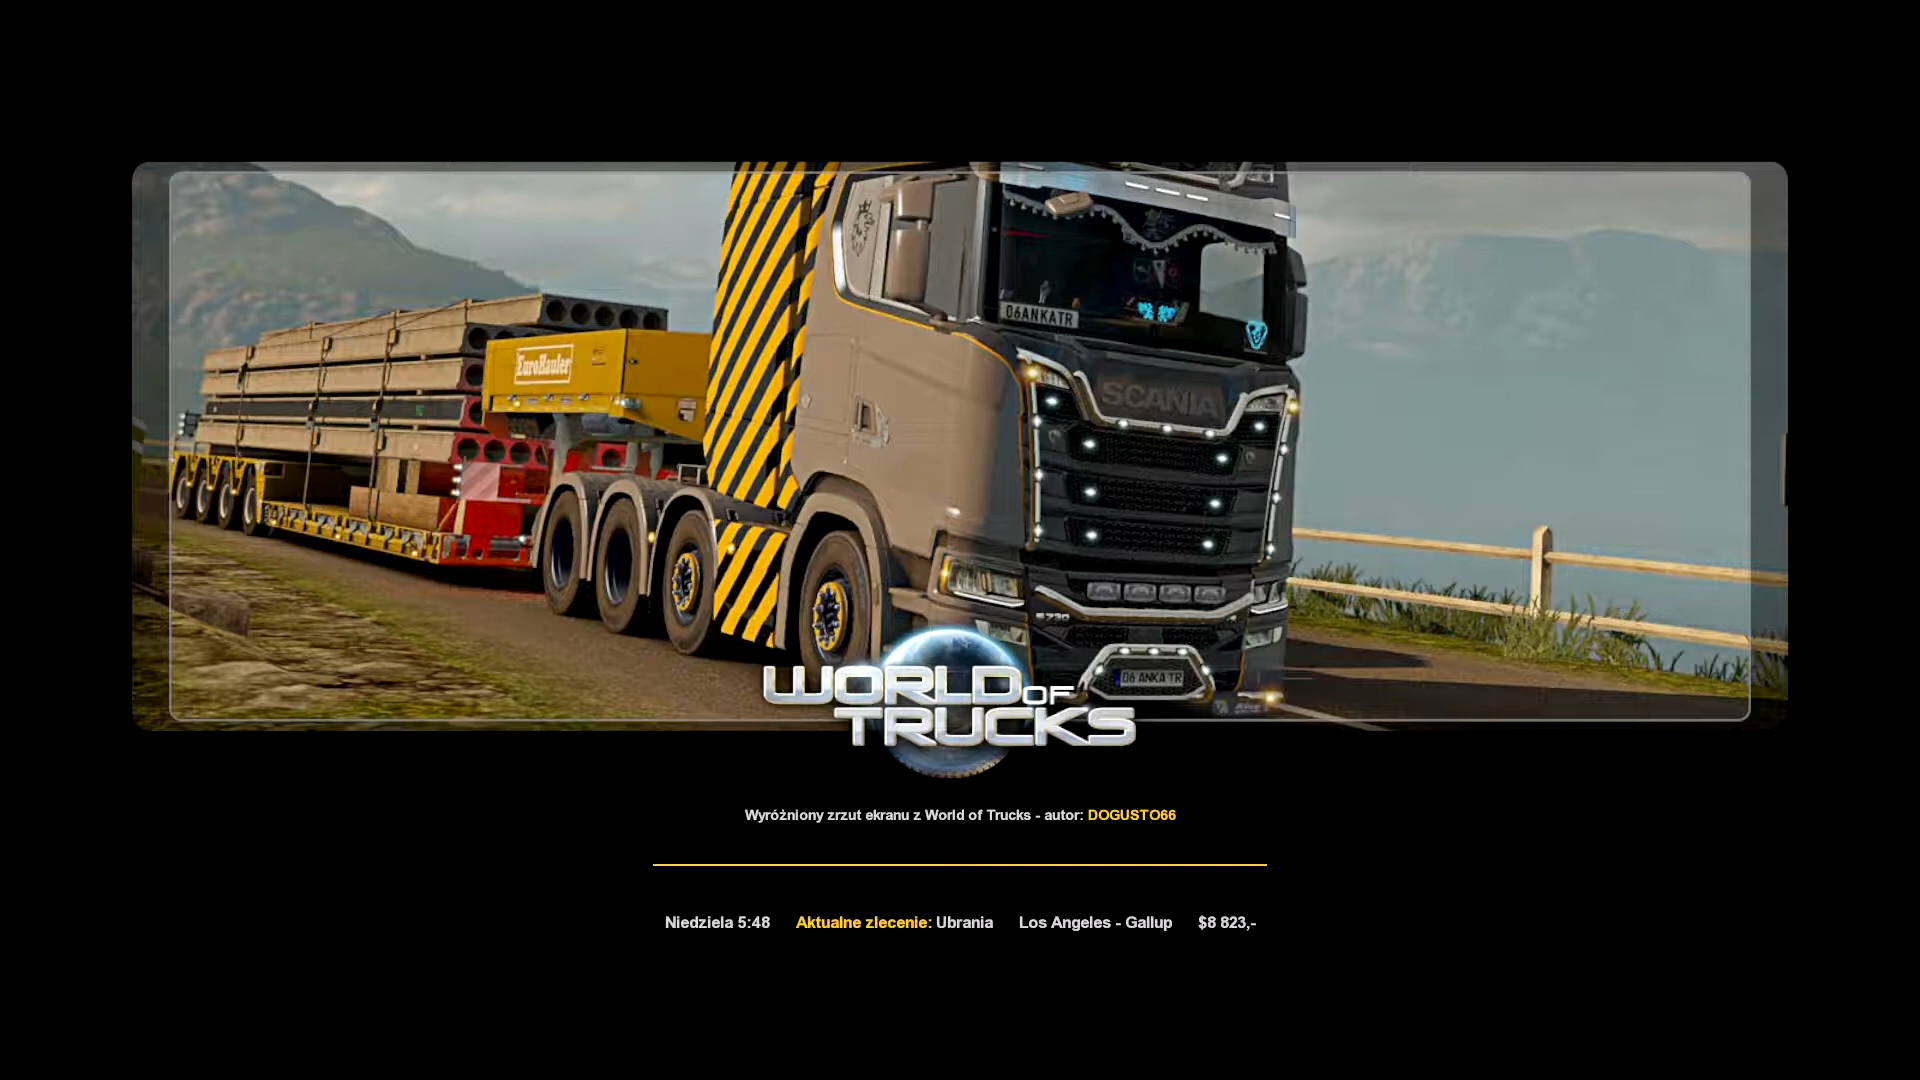 06ANKATR
SCANIA
EuroHauler
S730
06 ANKA TR
WORLD OF
TRUCKS
Wyróżniony zrzut ekranu z World of Trucks - autor: DOGUSTO66
Niedziela 5:48 Aktualne zlecenie: Ubrania Los Angeles - Gallup $8 823,-